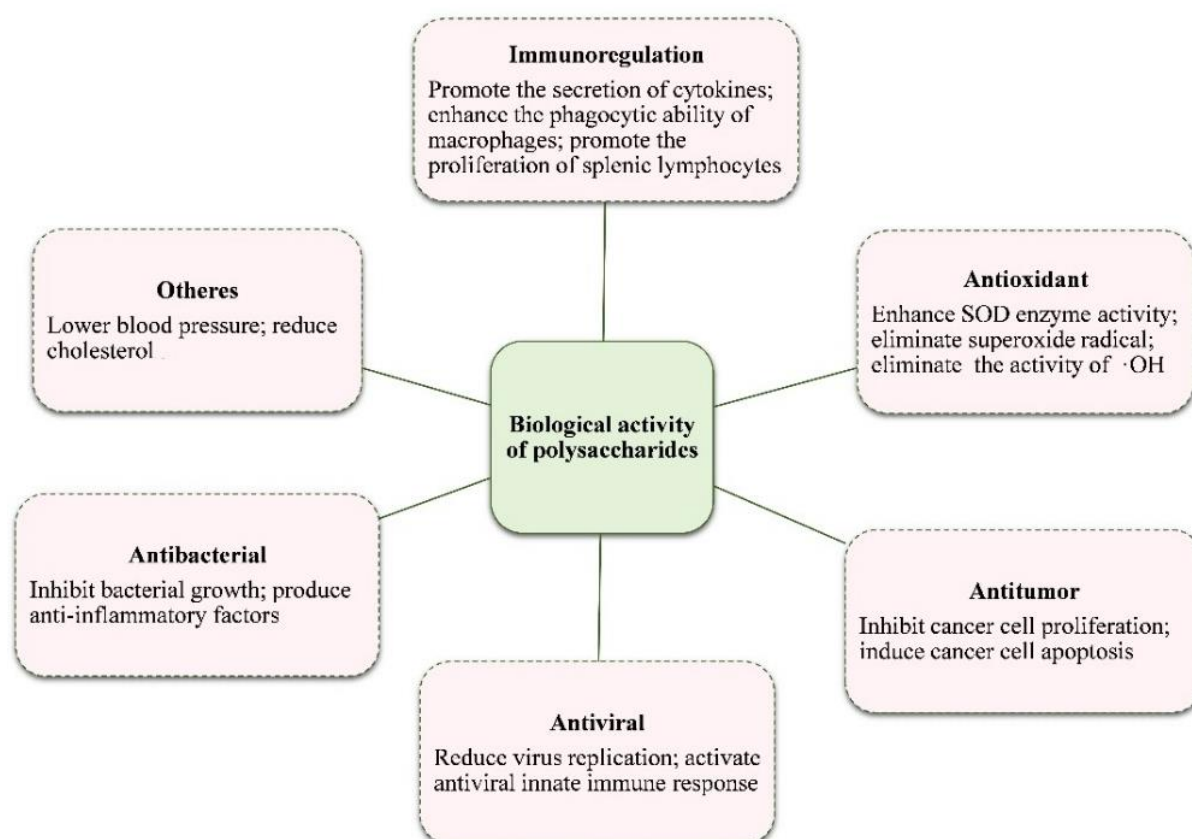 Immunoregulation
Promote the secretion of cytokines;
enhance the phagocytic ability of
macrophages; promote the
proliferation of splenic lymphocytes
Otheres
Lower blood pressure; reduce
cholesterol
Antioxidant
Enhance SOD enzyme activity;
eliminate superoxide radical;
eliminate the activity of ·OH
Biological activity
of polysaccharides
Antibacterial
Inhibit bacterial growth; produce
anti-inflammatory factors
Antitumor
Inhibit cancer cell proliferation;
induce cancer cell apoptosis
Antiviral
Reduce virus replication; activate
antiviral innate immune response